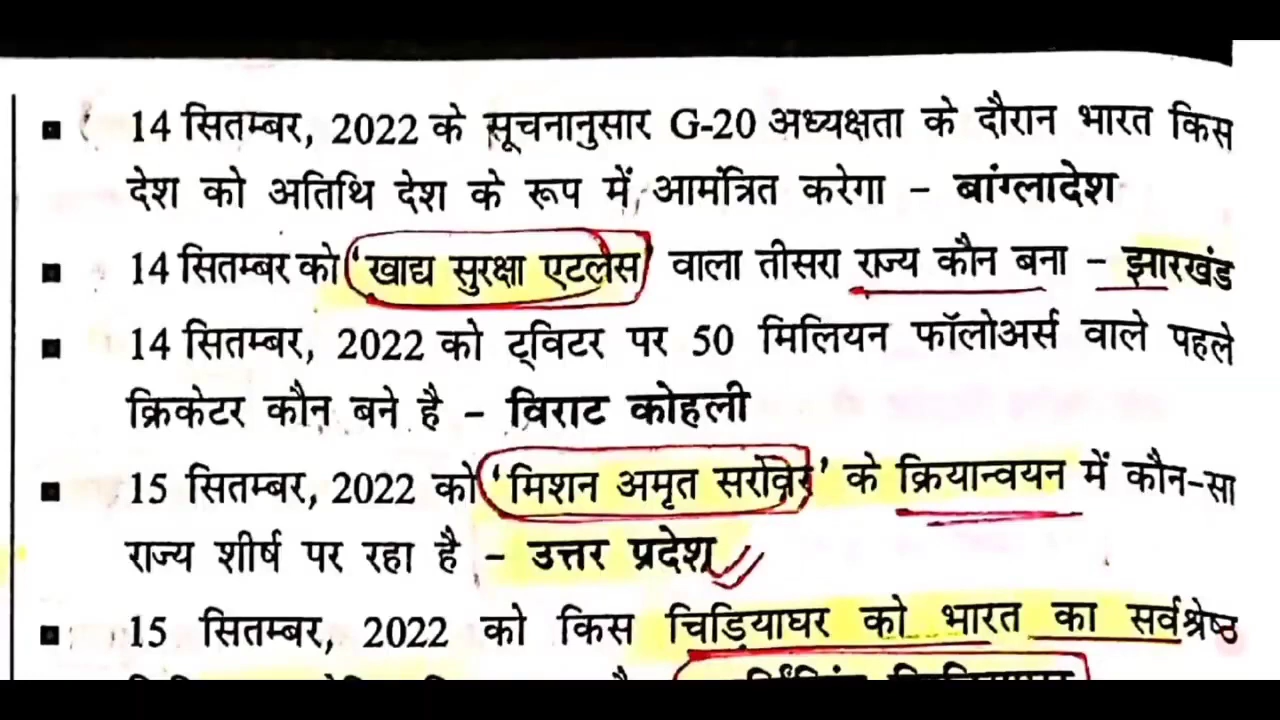 14 सितम्बर, 2022 के सूचनानुसार G-20 अध्यक्षता के दौरान भारत किस
देश को अतिथि देश के रूप में आमंत्रित करेगा – बांग्लादेश
14 सितम्बर को 'खाद्य सुरक्षा एटलेस' वाला तीसरा राज्य कौन बना – झारखंड
14 सितम्बर, 2022 को ट्विटर पर 50 मिलियन फॉलोअर्स वाले पहले
क्रिकेटर कौन बने है – विराट कोहली
15 सितम्बर, 2022 को 'मिशन अमृत सरोवर' के क्रियान्वयन में कौन-सा
राज्य शीर्ष पर रहा है – उत्तर प्रदेश
15 सितम्बर, 2022 को किस चिड़ियाघर को भारत का सर्वश्रेष्ठ